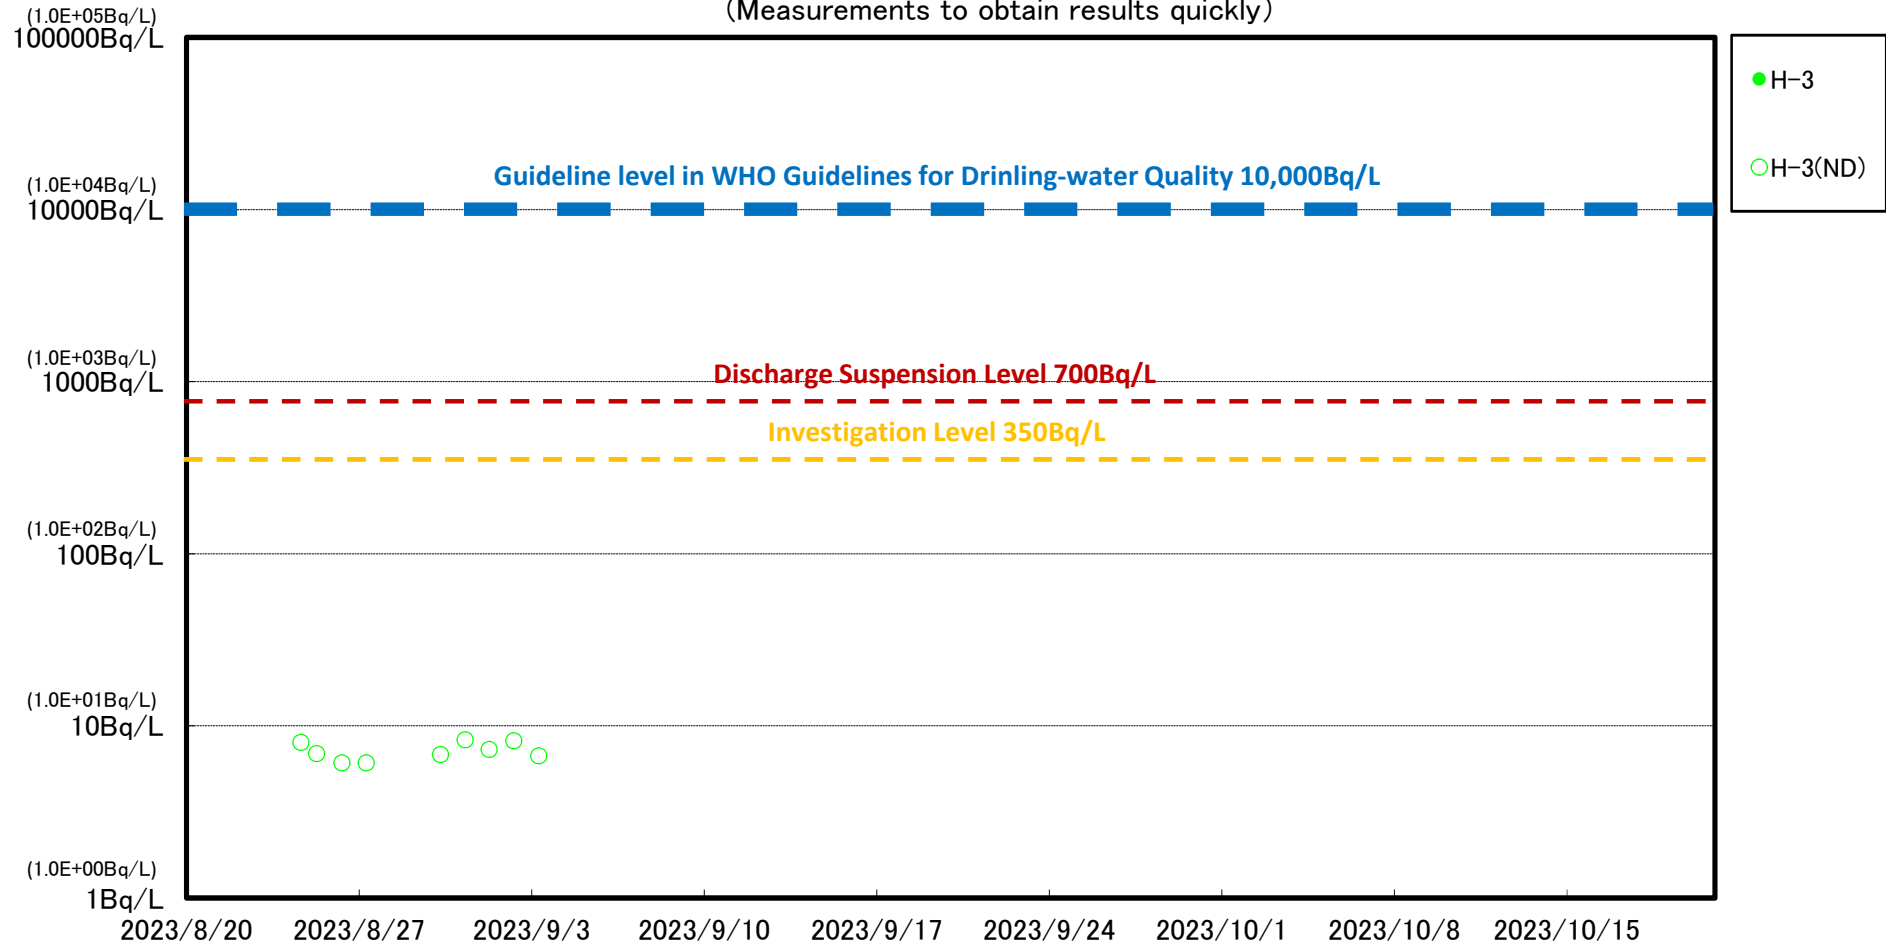 (Measurements to obtain results quickly)
(1.0E+05Bq/L)
100000Bq/L
H-3
H-3(ND)
Guideline level in WHO Guidelines for Drinling-water Quality 10,000Bq/L
(1.0E+04Bq/L)
10000Bq/L
(1.0E+03Bq/L)
1000Bq/L
Discharge Suspension Level 700Bq/L
Investigation Level 350Bq/L
(1.0E+02Bq/L)
100Bq/L
(1.0E+01Bq/L)
10Bq/L
(1.0E+00Bq/L)
1Bq/L
2023/8/20 2023/8/27 2023/9/3 2023/9/10 2023/9/17 2023/9/24 2023/10/1 2023/10/8 2023/10/15